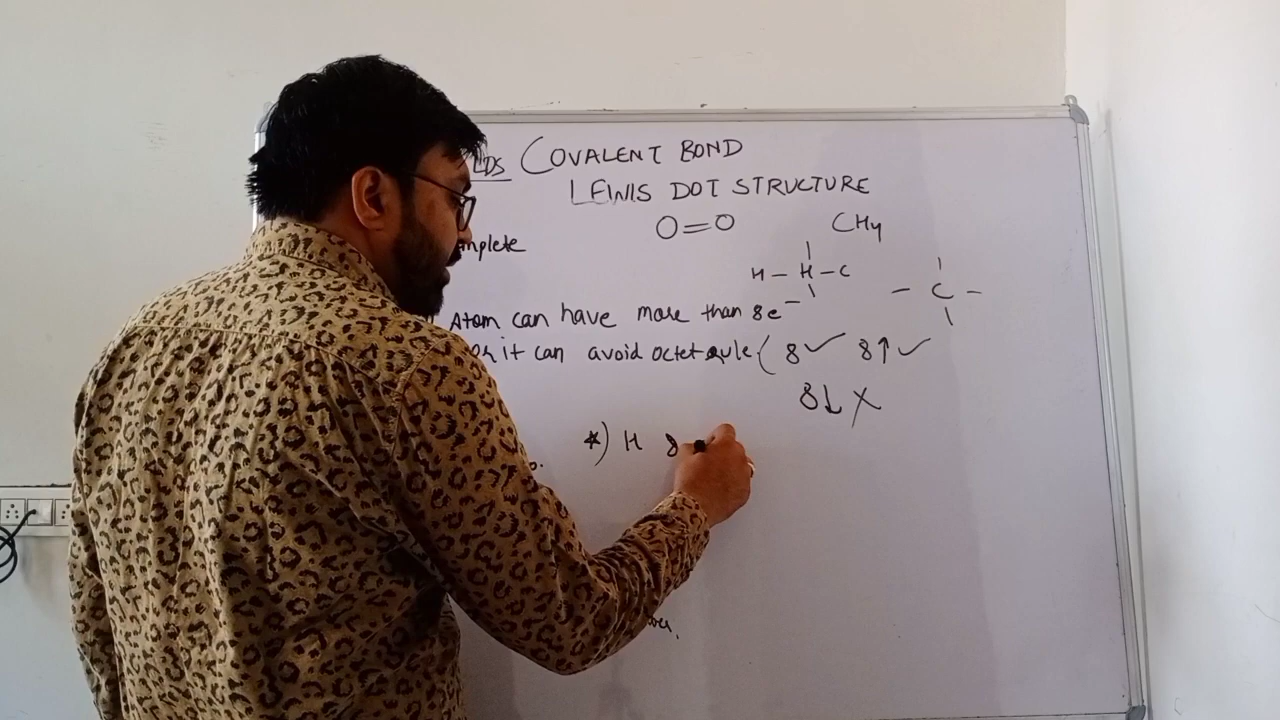 COVALENT BOND
LEWIS DOT STRUCTURE
O=O CH4
H – H – C
– C –
Atom can have more than 8e–
it can avoid octet rule ( 8✓ 8↑✓
8↓ X
*) H 8